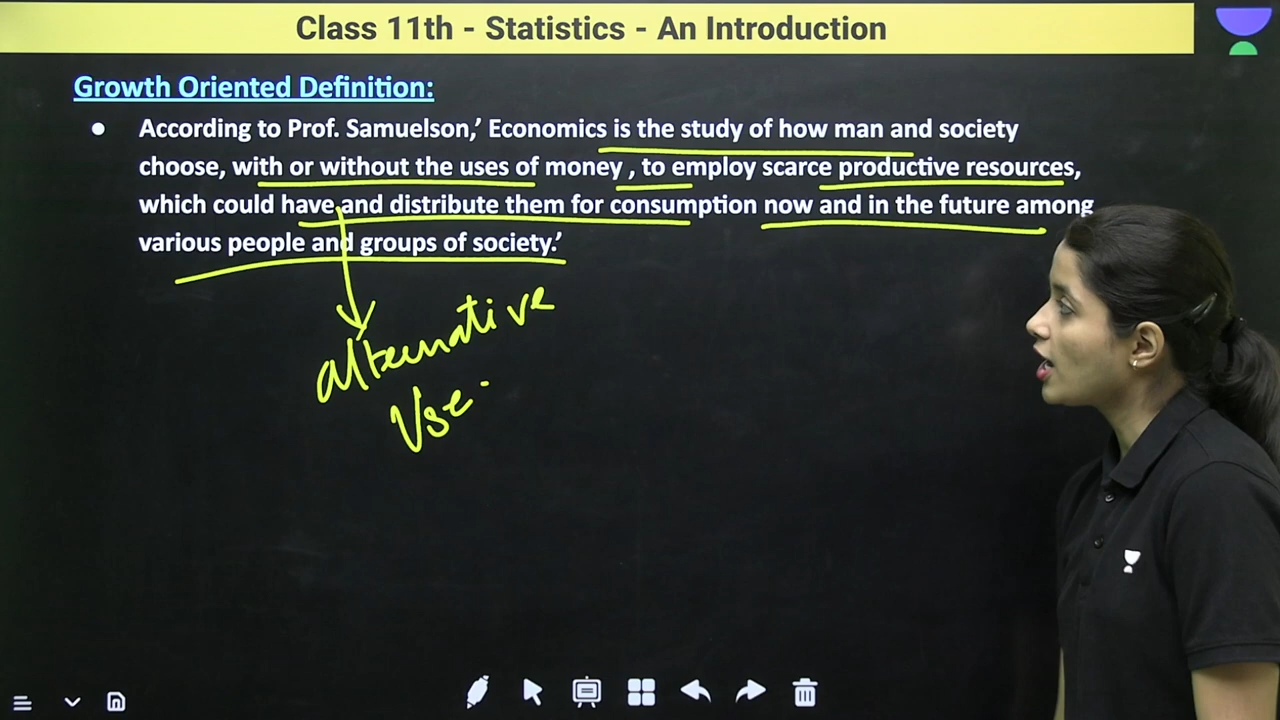 Class 11th - Statistics - An Introduction
Growth Oriented Definition:
● According to Prof. Samuelson,’ Economics is the study of how man and society
choose, with or without the uses of money , to employ scarce productive resources,
which could have and distribute them for consumption now and in the future among
various people and groups of society.’
alternative
Use